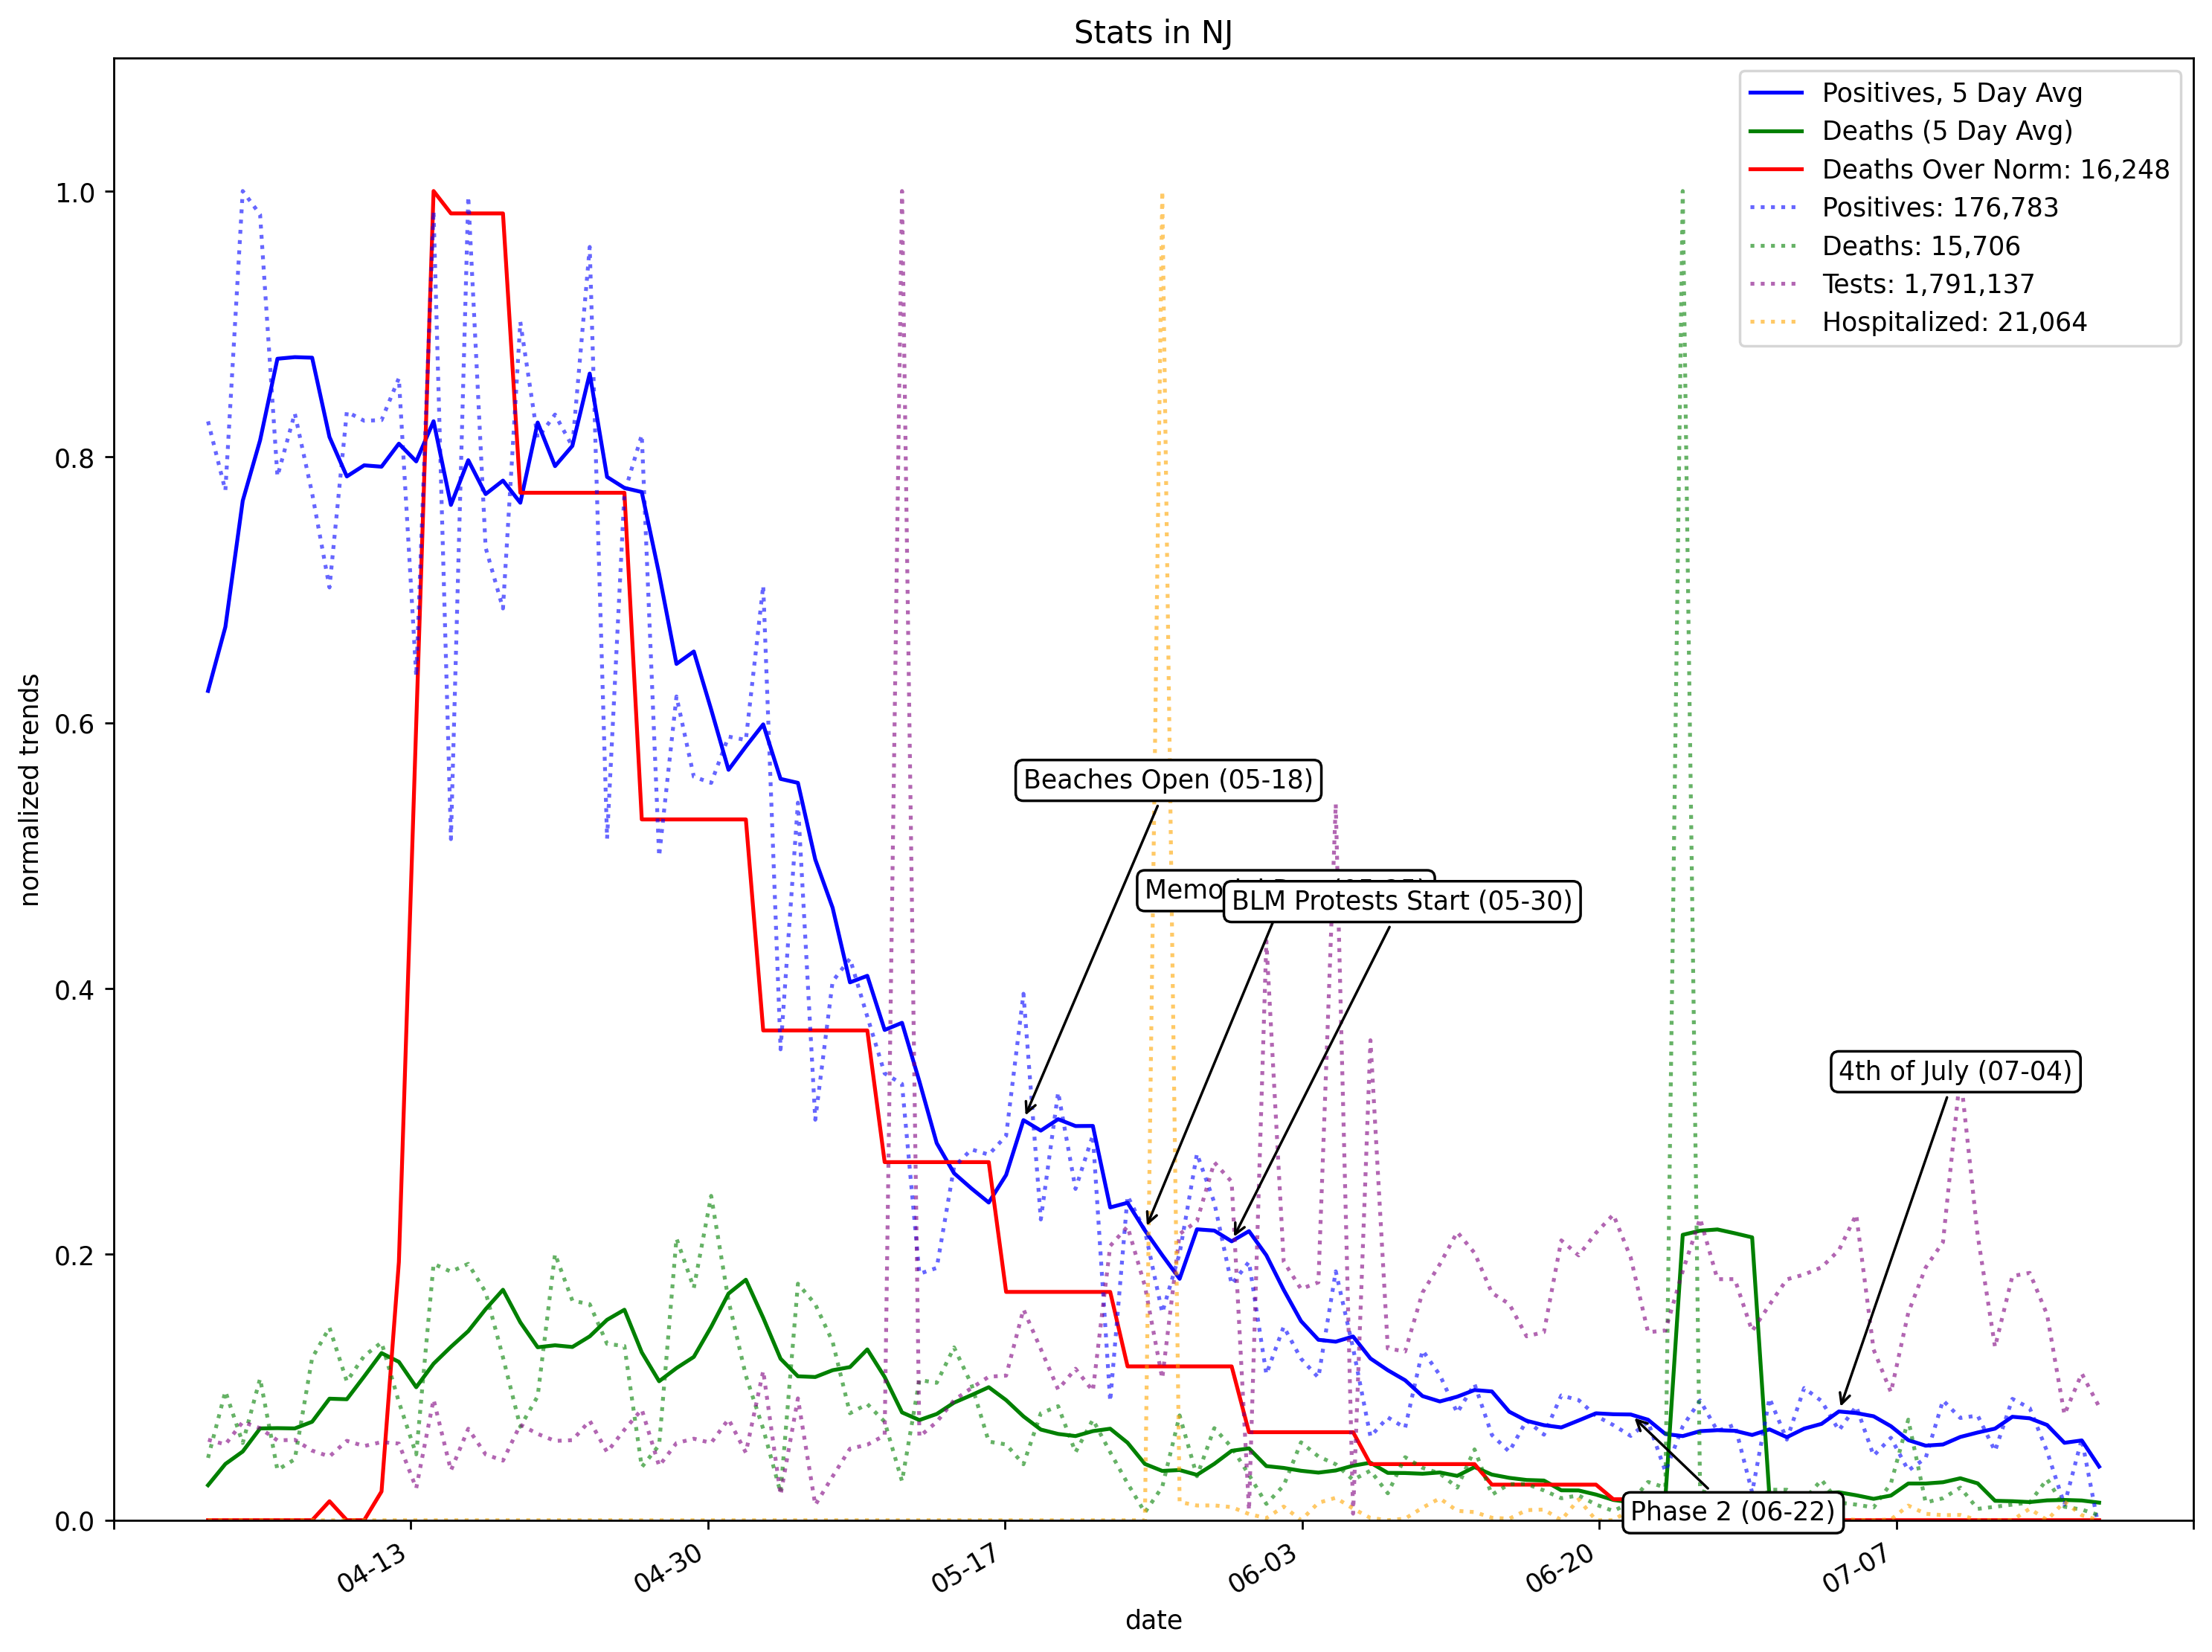 Stats in NJ
Positives, 5 Day Avg
Deaths (5 Day Avg)
Deaths Over Norm: 16,248
Positives: 176,783
Deaths: 15,706
Tests: 1,791,137
Hospitalized: 21,064
1.0
0.8
0.6
0.4
0.2
0.0
normalized trends
Beaches Open (05-18)
BLM Protests Start (05-30)
4th of July (07-04)
Phase 2 (06-22)
04-13
04-30
05-17
06-03
06-20
07-07
date